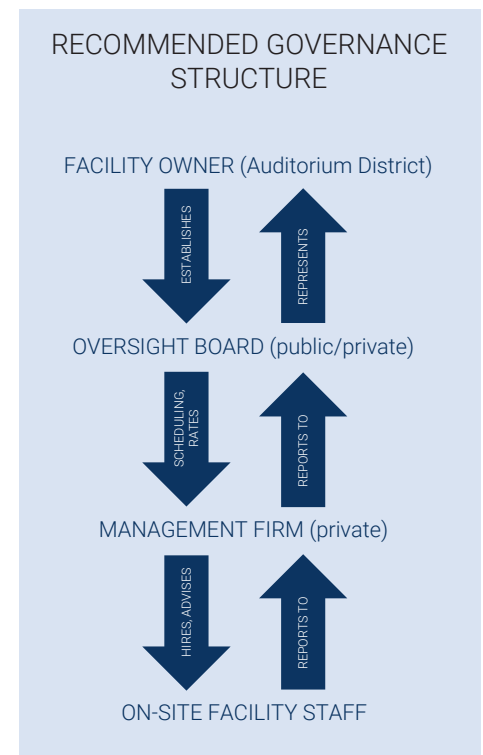 RECOMMENDED GOVERNANCE
STRUCTURE
FACILITY OWNER (Auditorium District)
ESTABLISHES
REPRESENTS
OVERSIGHT BOARD (public/private)
SCHEDULING,
RATES
REPORTS TO
MANAGEMENT FIRM (private)
HIRES, ADVISES
REPORTS TO
ON-SITE FACILITY STAFF